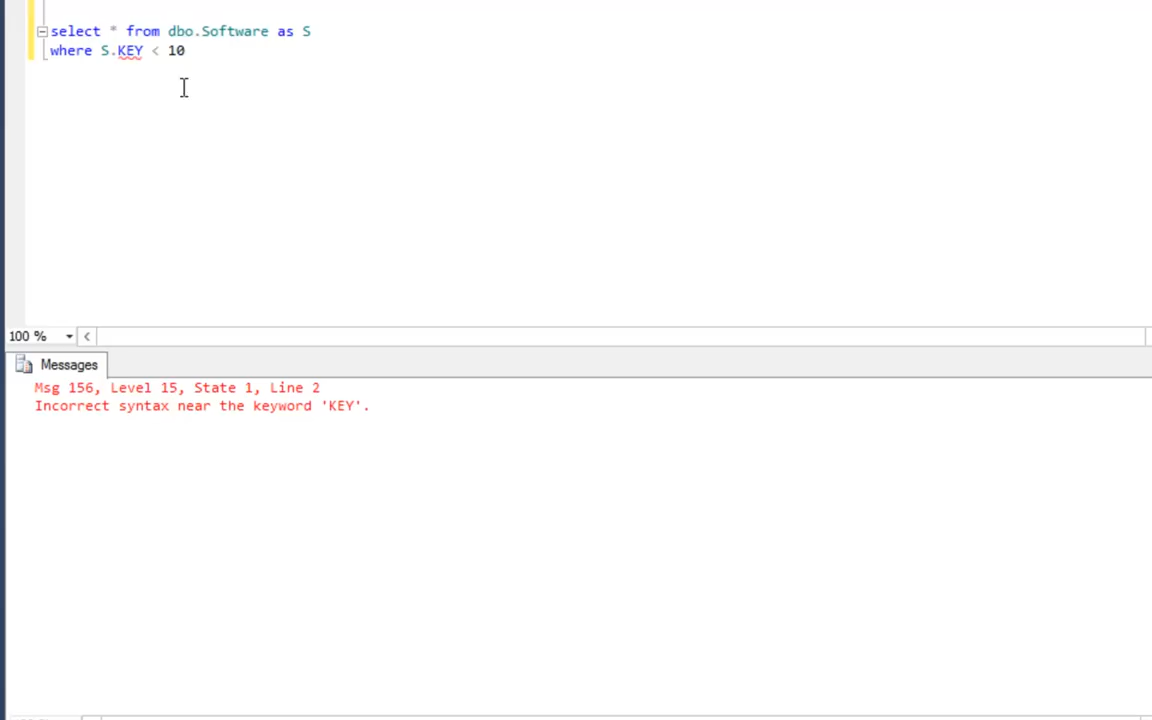 select * from dbo.Software as S
where S.KEY < 10
100 %
Messages
Msg 156, Level 15, State 1, Line 2
Incorrect syntax near the keyword 'KEY'.